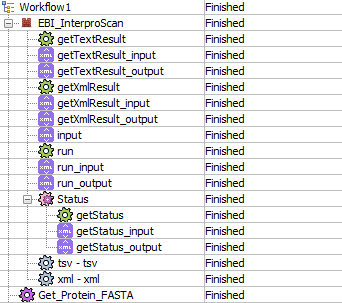 Workflow1 Finished
EBI_InterproScan Finished
getTextResult Finished
getTextResult_input Finished
getTextResult_output Finished
getXmlResult Finished
getXmlResult_input Finished
getXmlResult_output Finished
input Finished
run Finished
run_input Finished
run_output Finished
Status Finished
getStatus Finished
getStatus_input Finished
getStatus_output Finished
tsv - tsv Finished
xml - xml Finished
Get_Protein_FASTA Finished